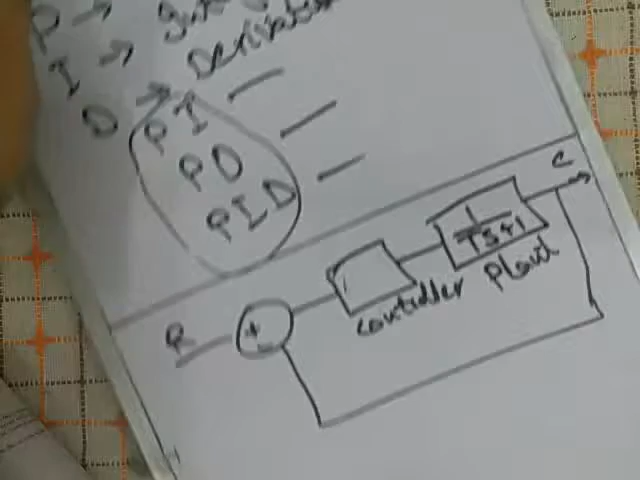 P →
I →
D → Derivative
PI —
PD —
PID —
C
1
TS+1
Plant
Controller
R
+
-